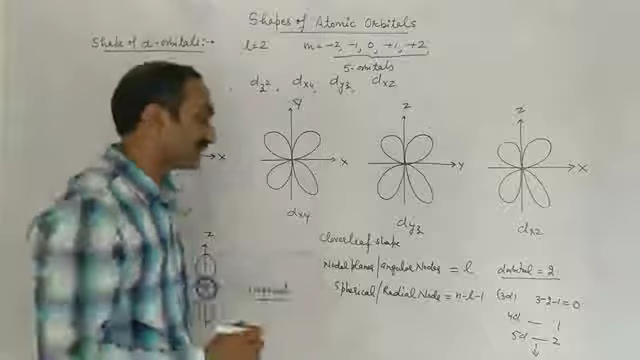 Shapes of Atomic Orbitals
Shape of d-orbitals:→ l=2 m=-2, -1, 0, +1, +2
5-orbitals
dz², dxy, dyz, dxz
y
x
x
dxy
z
y
dyz
z
x
dxz
z
Cloverleaf shape
Nodal planes/angular Nodes = l
d orbital = 2
Spherical/Radial Node = n-l-1
(3d) 3-2-1=0
4d — 1
5d — 2